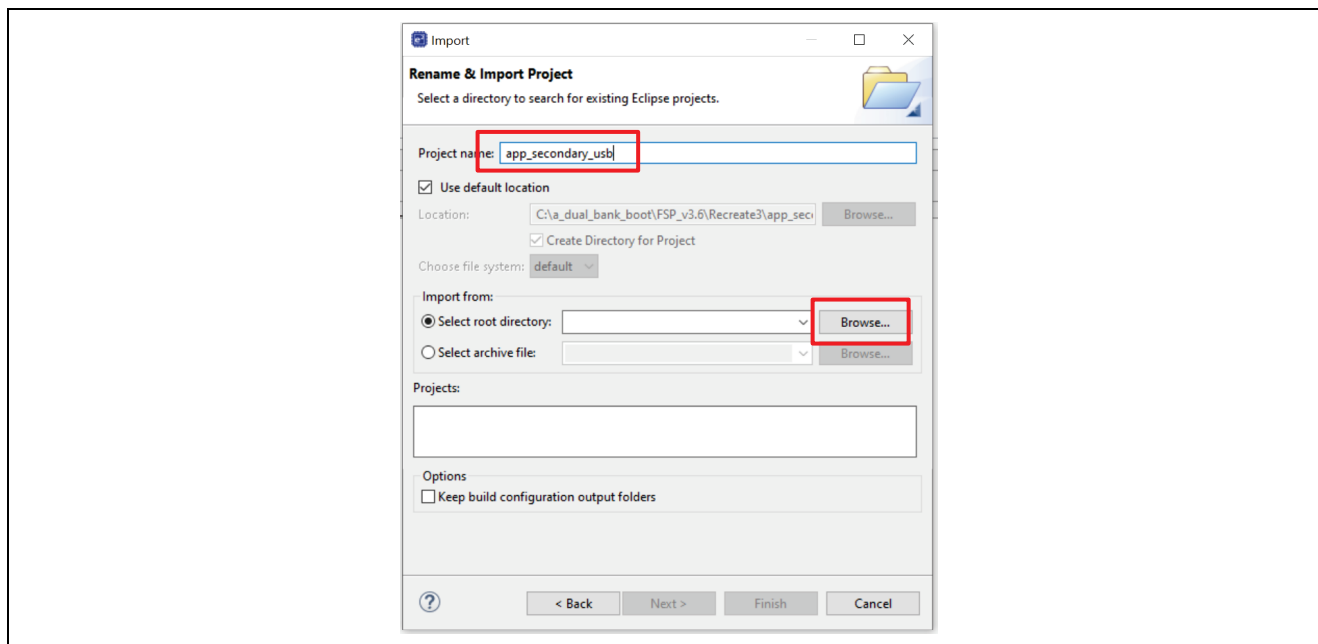 Import
Rename & Import Project
Select a directory to search for existing Eclipse projects.
Project name: app_secondary_usb
Use default location
Location: C:\a_dual_bank_boot\FSP_v3.6\Recreate3\app_sec Browse...
Create Directory for Project
Choose file system: default
Import from:
Select root directory: Browse...
Select archive file: Browse...
Projects:
Options
Keep build configuration output folders
? < Back Next > Finish Cancel